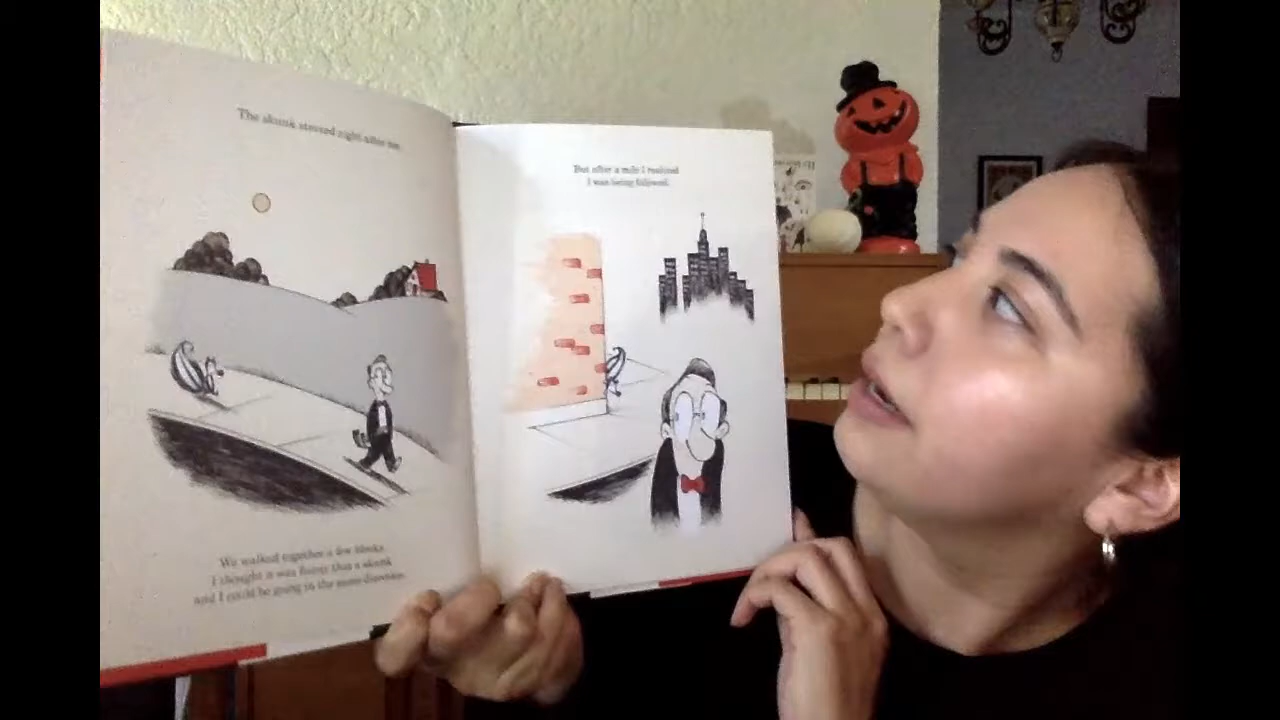 The skunk started right after me.
We walked together a few blocks.
I thought it was funny that a skunk
and I could be going in the same direction.
But after a mile I realized
I was being followed.